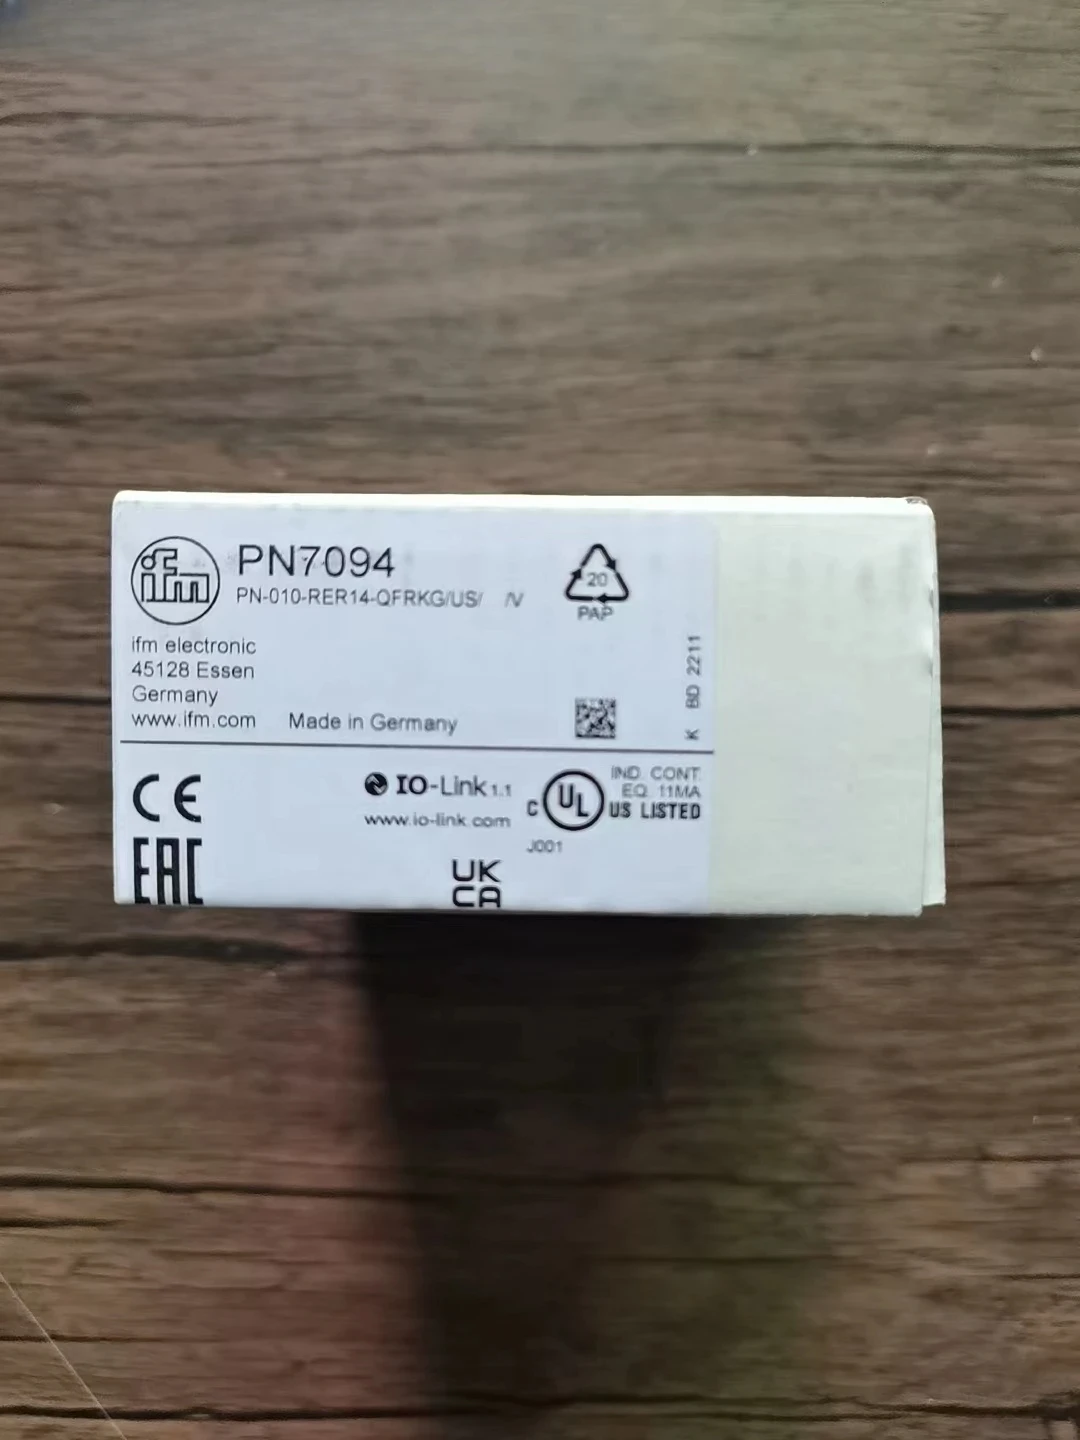 ifm
PN7094
PN-010-RER14-QFRKG/US/ /V
20
PAP
ifm electronic
45128 Essen
Germany
www.ifm.com Made in Germany
K BD 2211
CE
EAC
IO-Link 1.1
www.io-link.com
UK
CA
C UL US LISTED
IND. CONT.
EQ. 11MA
J001